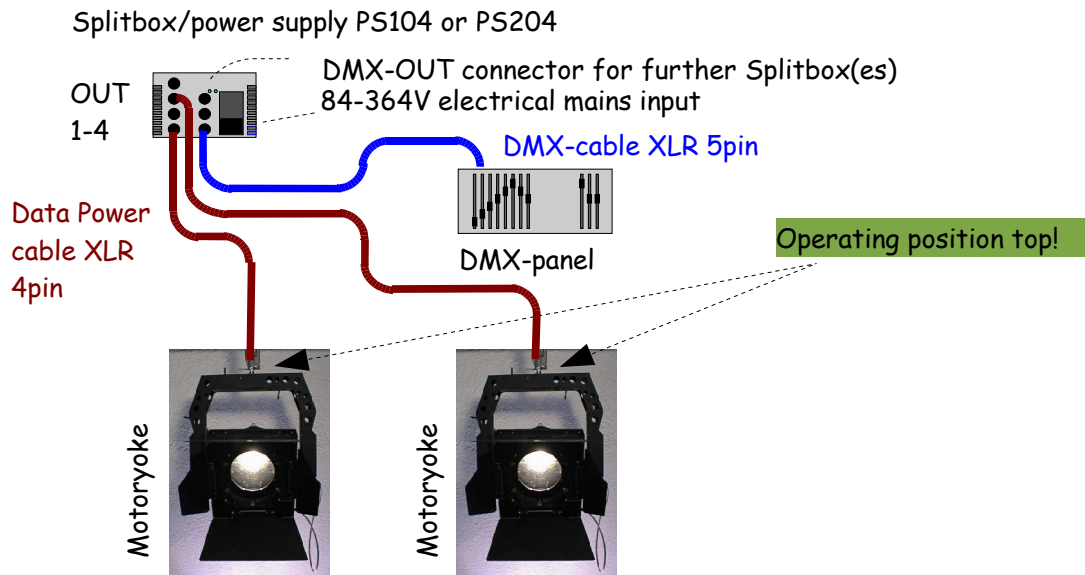 Splitbox/power supply PS104 or PS204
DMX-OUT connector for further Splitbox(es)
84-364V electrical mains input
OUT
1-4
DMX-cable XLR 5pin
Data Power
cable XLR
4pin
DMX-panel
Operating position top!
Motoryoke
Motoryoke